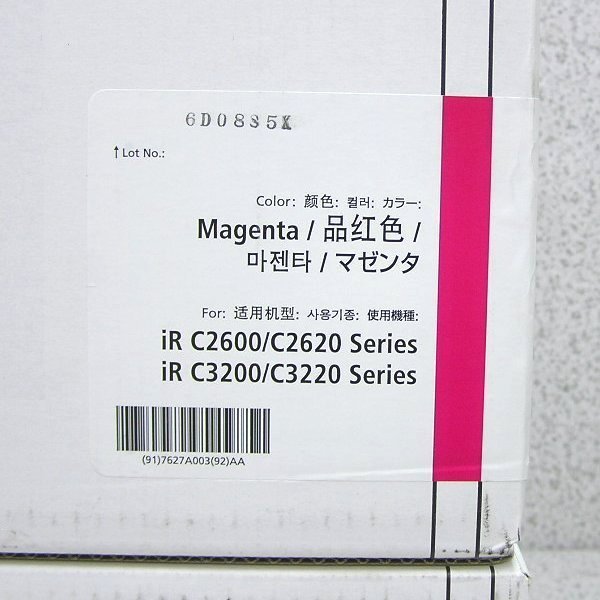 6D08S5K
↑ Lot No.:
Color: 颜色: 컬러: カラー:
Magenta / 品红色 /
마젠타 / マゼンタ
For: 适用机型: 사용기종: 使用機種:
iR C2600/C2620 Series
iR C3200/C3220 Series
(91)7627A003(92)AA